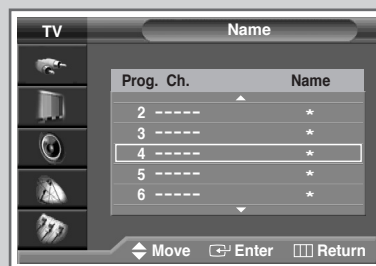 TV Name
Prog. Ch. Name
2 ----- *
3 ----- *
4 ----- *
5 ----- *
6 ----- *
Move Enter Return